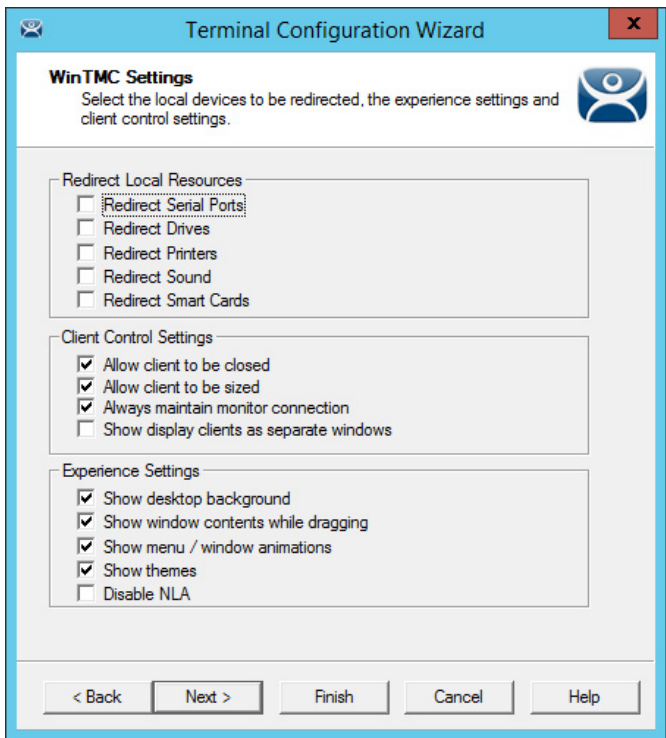 Terminal Configuration Wizard
x
WinTMC Settings
Select the local devices to be redirected, the experience settings and
client control settings.
Redirect Local Resources
Redirect Serial Ports
Redirect Drives
Redirect Printers
Redirect Sound
Redirect Smart Cards
Client Control Settings
Allow client to be closed
Allow client to be sized
Always maintain monitor connection
Show display clients as separate windows
Experience Settings
Show desktop background
Show window contents while dragging
Show menu / window animations
Show themes
Disable NLA
< Back Next > Finish Cancel Help